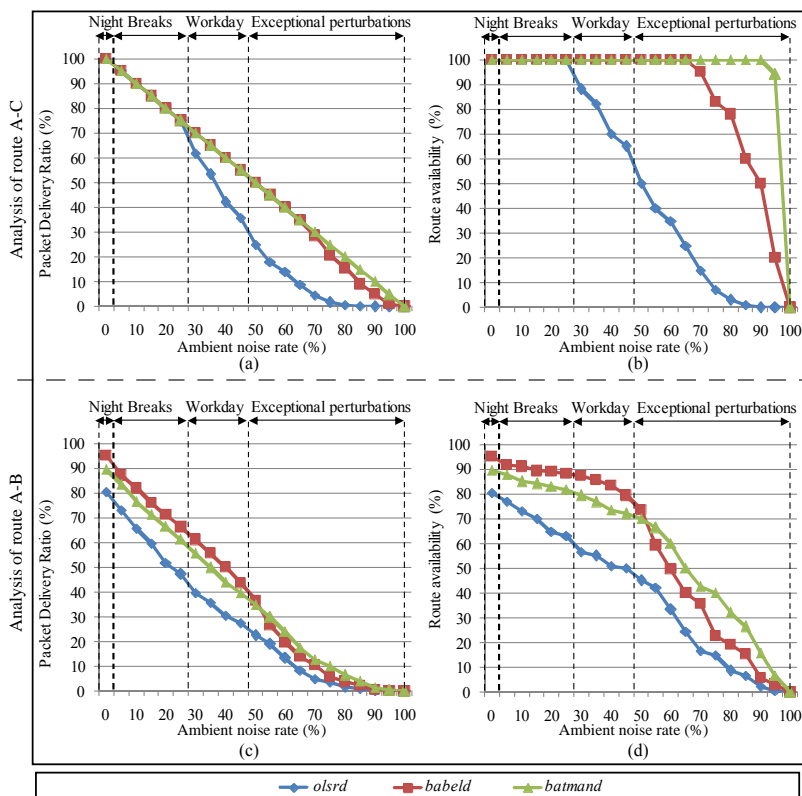 Night Breaks Workday Exceptional perturbations
Night Breaks Workday Exceptional perturbations
Analysis of route A-C
Packet Delivery Ratio (%)
100
90
80
70
60
50
40
30
20
10
0
0 10 20 30 40 50 60 70 80 90 100
Ambient noise rate (%)
(a)
Route availability (%)
100
90
80
70
60
50
40
30
20
10
0
0 10 20 30 40 50 60 70 80 90 100
Ambient noise rate (%)
(b)
Night Breaks Workday Exceptional perturbations
Night Breaks Workday Exceptional perturbations
Analysis of route A-B
Packet Delivery Ratio (%)
100
90
80
70
60
50
40
30
20
10
0
0 10 20 30 40 50 60 70 80 90 100
Ambient noise rate (%)
(c)
Route availability (%)
100
90
80
70
60
50
40
30
20
10
0
0 10 20 30 40 50 60 70 80 90 100
Ambient noise rate (%)
(d)
olsrd babeld batmand